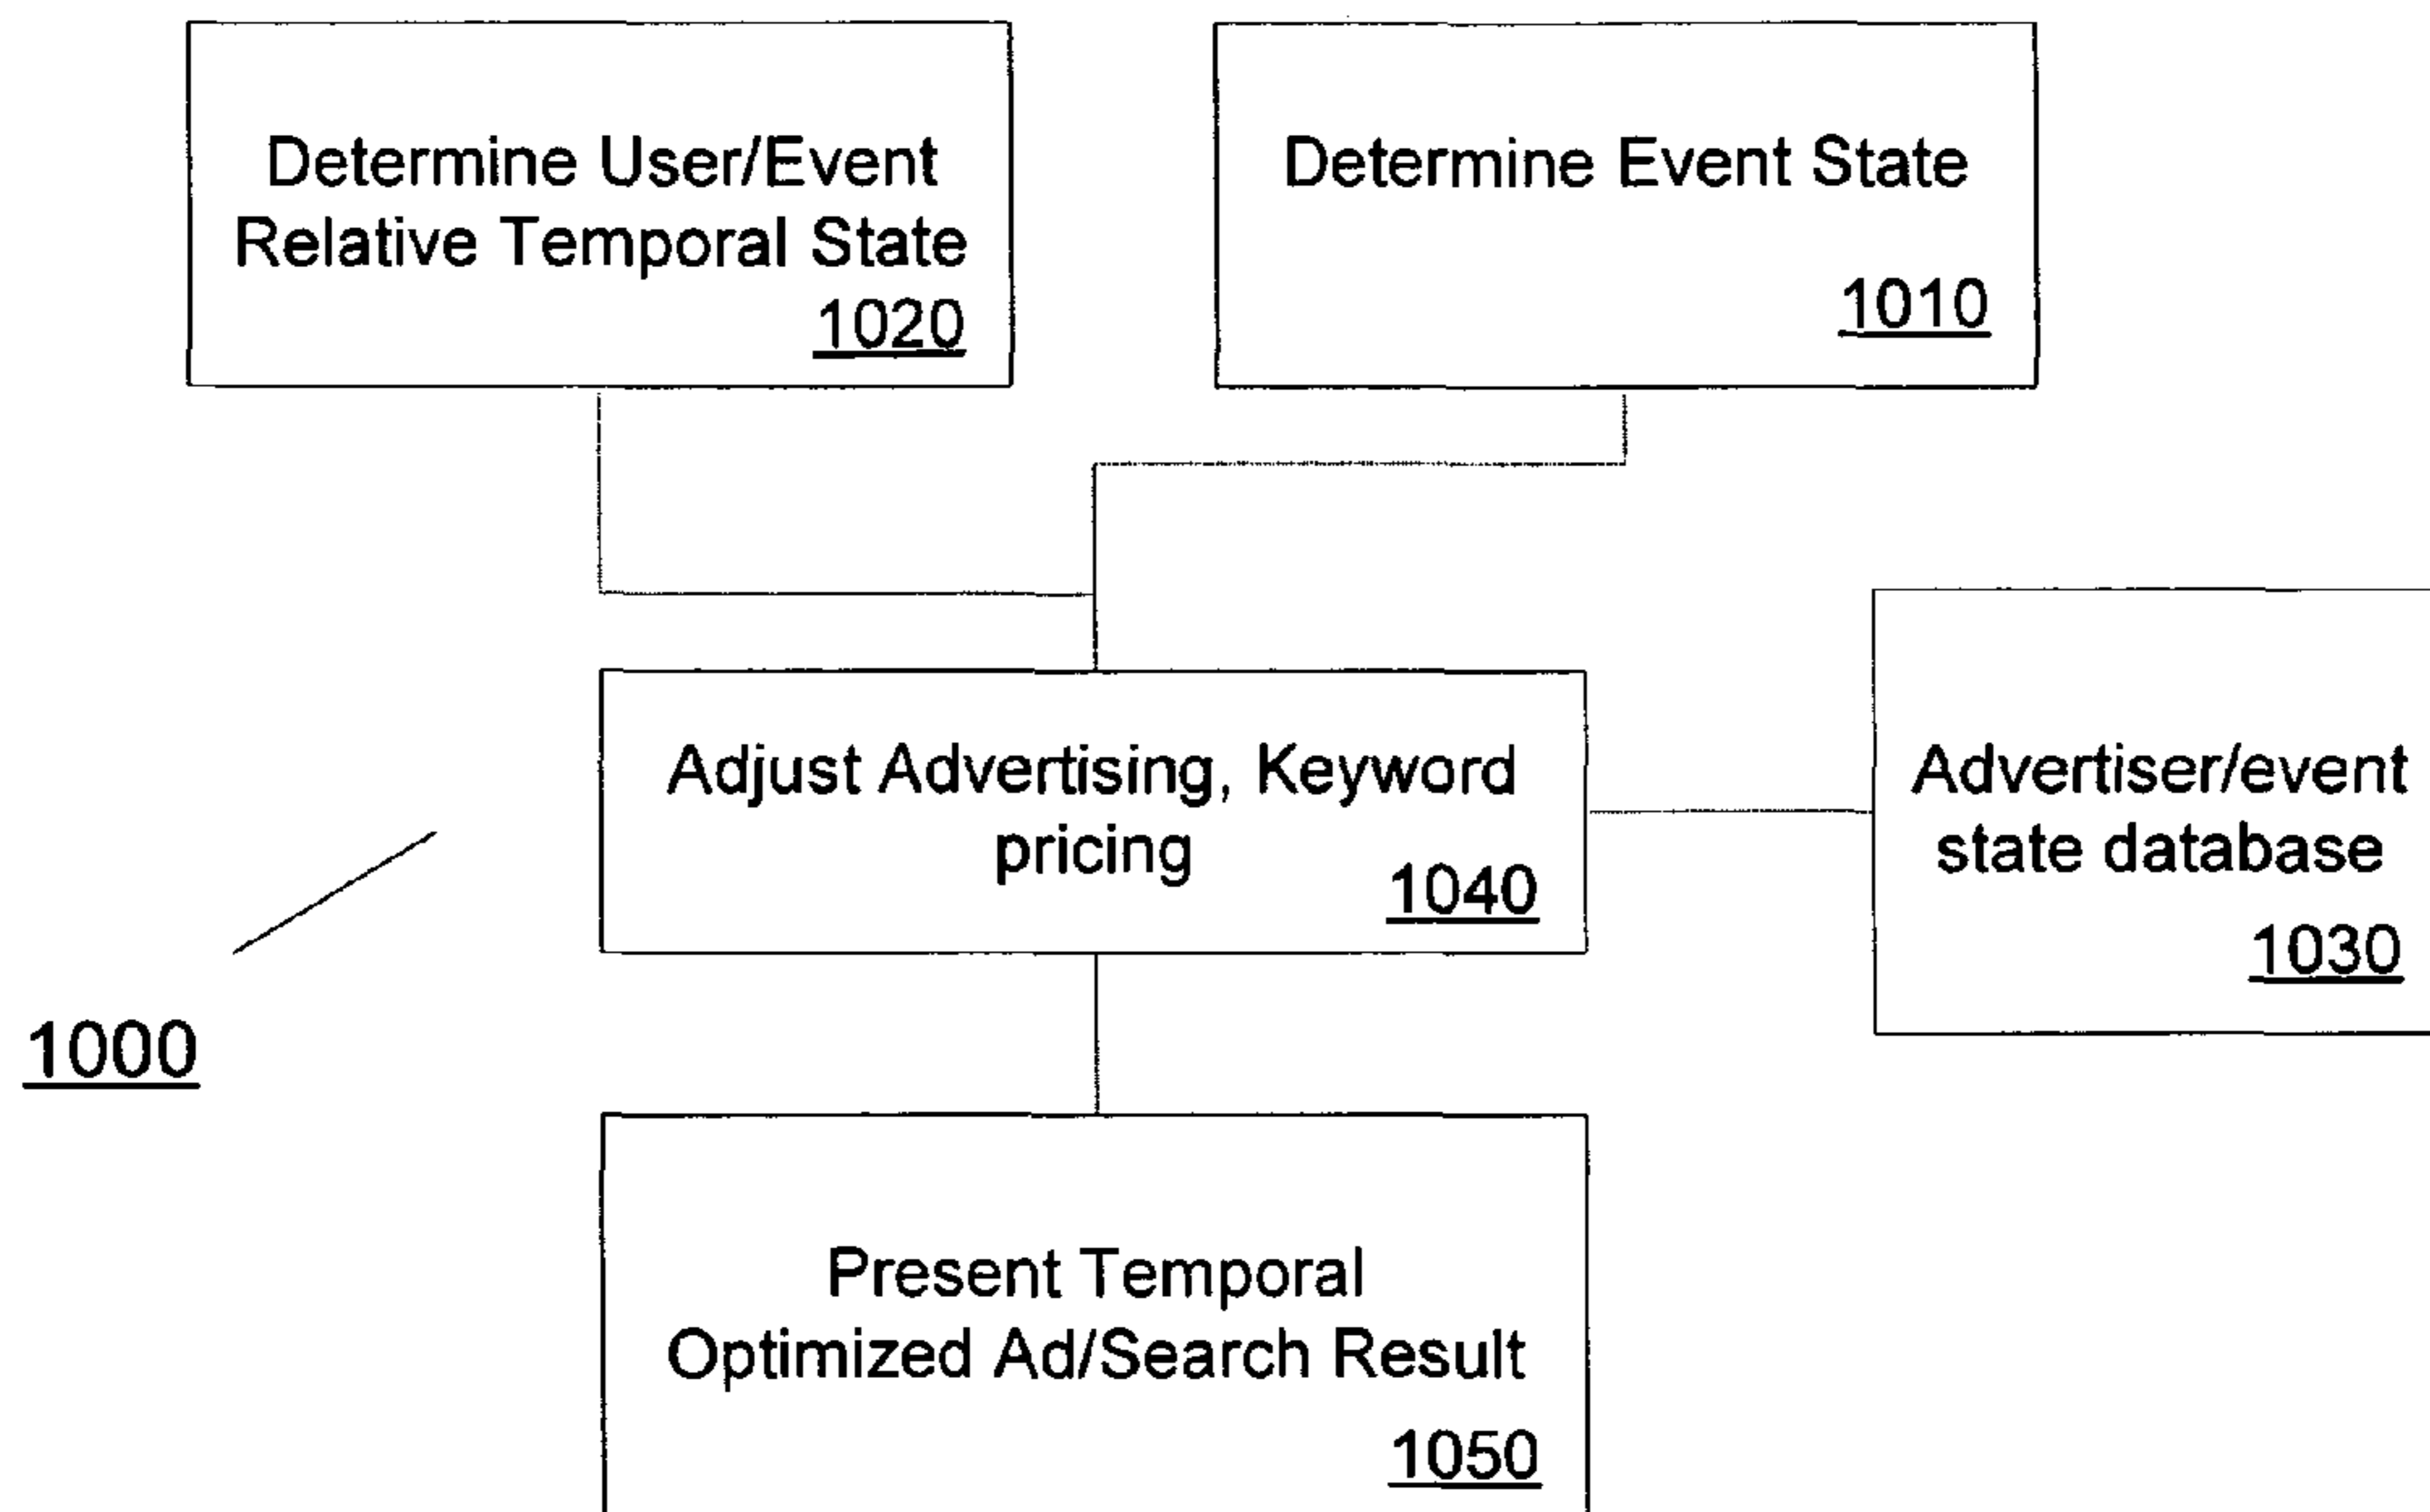 Determine User/Event
Relative Temporal State
1020
Determine Event State
1010
Adjust Advertising, Keyword
pricing
1040
Advertiser/event
state database
1030
1000
Present Temporal
Optimized Ad/Search Result
1050